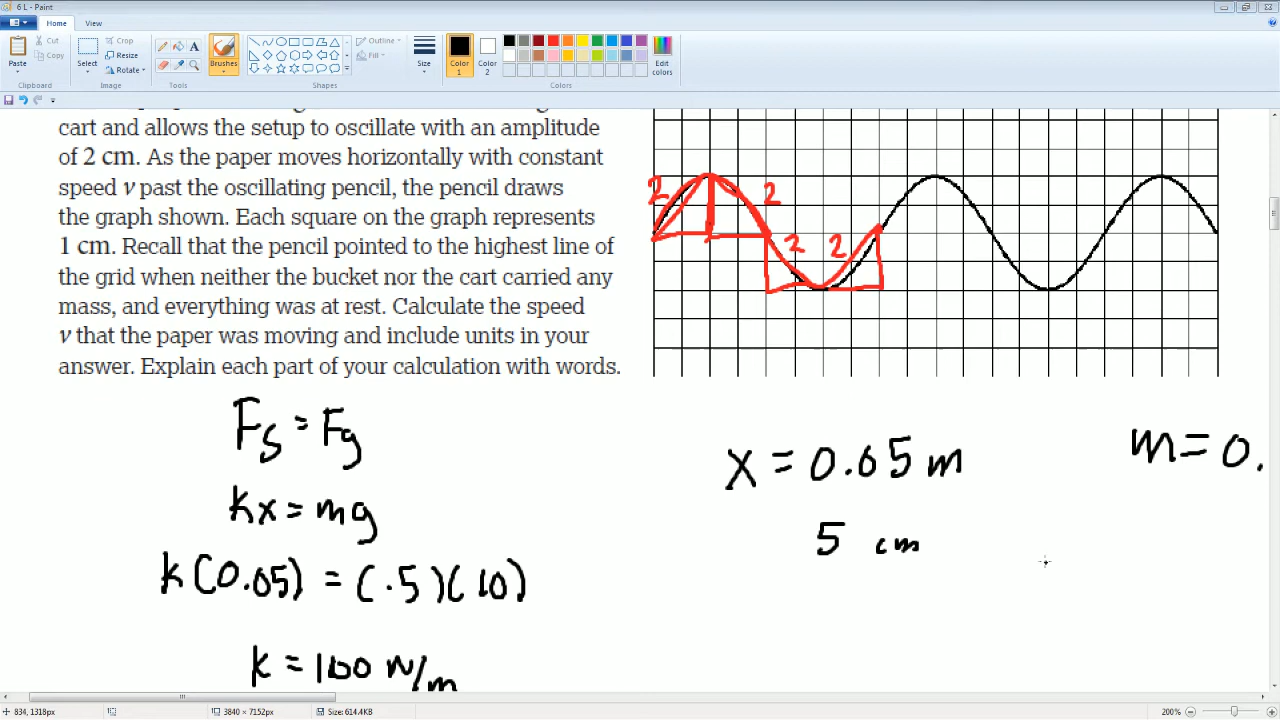 6 L - Paint
Home View
Paste Cut Copy Clipboard
Select Crop Resize Rotate Image
Tools
Brushes
Outline Fill Shapes
Size
Color 1 Color 2 Edit colors Colors
cart and allows the setup to oscillate with an amplitude
of 2 cm. As the paper moves horizontally with constant
speed v past the oscillating pencil, the pencil draws
the graph shown. Each square on the graph represents
1 cm. Recall that the pencil pointed to the highest line of
the grid when neither the bucket nor the cart carried any
mass, and everything was at rest. Calculate the speed
v that the paper was moving and include units in your
answer. Explain each part of your calculation with words.
2 2
2 2
Fs = Fg
kx = mg
k(0.05) = (.5)(10)
k = 100 N/m
x = 0.05 m
5 cm
m = 0.
834, 1318px 3840 × 7152px Size: 614.4KB 200%